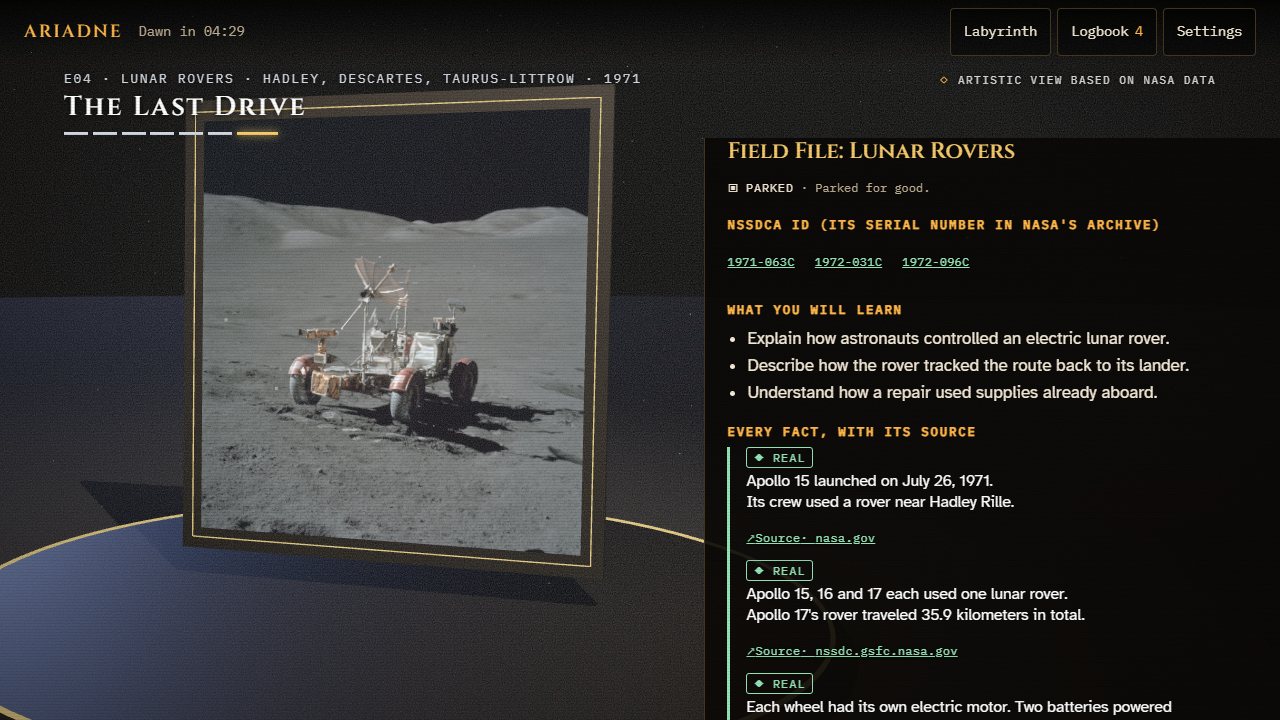 ARIADNE Dawn in 04:29
Labyrinth Logbook 4 Settings
E04 · LUNAR ROVERS · HADLEY, DESCARTES, TAURUS-LITTROW · 1971
The Last Drive
◇ ARTISTIC VIEW BASED ON NASA DATA
Field File: Lunar Rovers
▣ PARKED · Parked for good.
NSSDCA ID (ITS SERIAL NUMBER IN NASA'S ARCHIVE)
1971-063C 1972-031C 1972-096C
WHAT YOU WILL LEARN
• Explain how astronauts controlled an electric lunar rover.
• Describe how the rover tracked the route back to its lander.
• Understand how a repair used supplies already aboard.
EVERY FACT, WITH ITS SOURCE
◆ REAL
Apollo 15 launched on July 26, 1971.
Its crew used a rover near Hadley Rille.
↗Source· nasa.gov
◆ REAL
Apollo 15, 16 and 17 each used one lunar rover.
Apollo 17's rover traveled 35.9 kilometers in total.
↗Source· nssdc.gsfc.nasa.gov
◆ REAL
Each wheel had its own electric motor. Two batteries powered